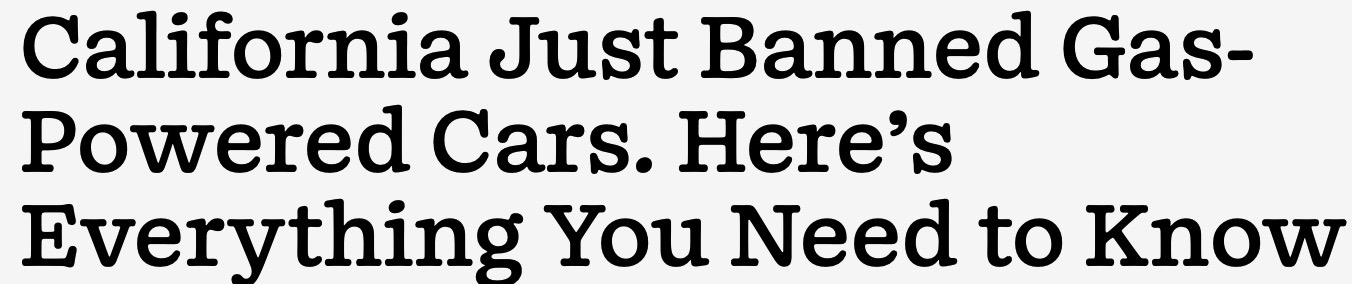 California Just Banned Gas-
Powered Cars. Here’s
Everything You Need to Know